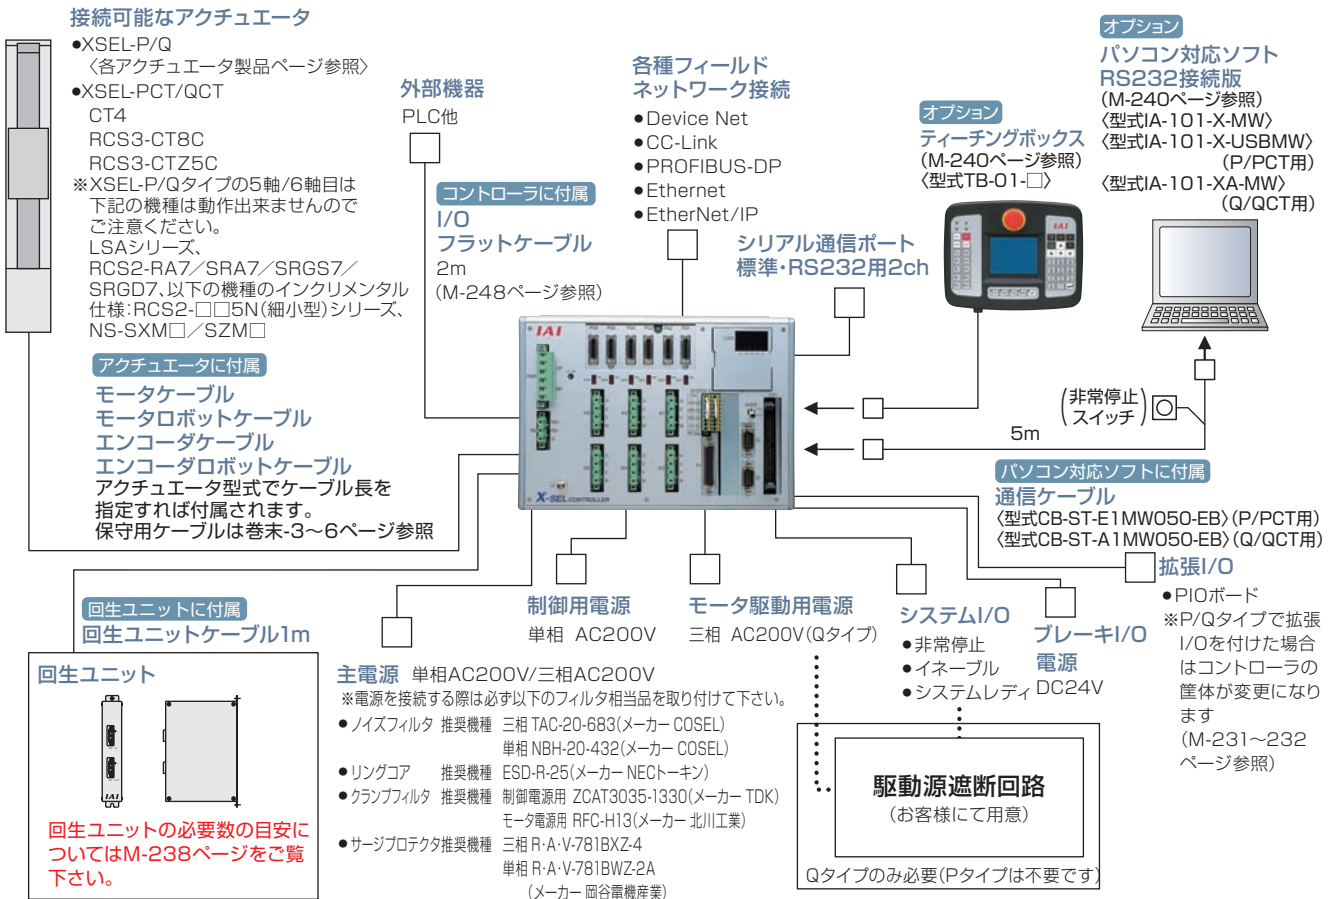 接続可能なアクチュエータ
●XSEL-P/Q
〈各アクチュエータ製品ページ参照〉
●XSEL-PCT/QCT
CT4
RCS3-CT8C
RCS3-CTZ5C
※XSEL-P/Qタイプの5軸/6軸目は
下記の機種は動作出来ませんので
ご注意ください。
LSAシリーズ、
RCS2-RA7／SRA7／SRGS7／
SRGD7、以下の機種のインクリメンタル
仕様:RCS2-□□5N(細小型)シリーズ、
NS-SXM□／SZM□
アクチュエータに付属
モータケーブル
モータロボットケーブル
エンコーダケーブル
エンコーダロボットケーブル
アクチュエータ型式でケーブル長を
指定すれば付属されます。
保守用ケーブルは巻末-3〜6ページ参照
外部機器
PLC他
コントローラに付属
I/O
フラットケーブル
2m
(M-248ページ参照)
各種フィールド
ネットワーク接続
●Device Net
●CC-Link
●PROFIBUS-DP
●Ethernet
●EtherNet/IP
シリアル通信ポート
標準・RS232用2ch
オプション
ティーチングボックス
(M-240ページ参照)
〈型式TB-01-□〉
IAI
オプション
パソコン対応ソフト
RS232接続版
(M-240ページ参照)
〈型式IA-101-X-MW〉
〈型式IA-101-X-USBMW〉
(P/PCT用)
〈型式IA-101-XA-MW〉
(Q/QCT用)
IAI
X-SEL CONTROLLER
(非常停止
スイッチ)
5m
パソコン対応ソフトに付属
通信ケーブル
〈型式CB-ST-E1MW050-EB〉(P/PCT用)
〈型式CB-ST-A1MW050-EB〉(Q/QCT用)
拡張I/O
●PIOボード
※P/Qタイプで拡張
I/Oを付けた場合
はコントローラの
筐体が変更になり
ます
(M-231〜232
ページ参照)
回生ユニットに付属
回生ユニットケーブル1m
回生ユニット
IAI
回生ユニットの必要数の目安に
ついてはM-238ページをご覧
下さい。
制御用電源
単相 AC200V
モータ駆動用電源
三相 AC200V(Qタイプ)
システムI/O
●非常停止
●イネーブル
●システムレディ
ブレーキI/O
電源
DC24V
主電源 単相AC200V/三相AC200V
※電源を接続する際は必ず以下のフィルタ相当品を取り付けて下さい。
●ノイズフィルタ 推奨機種 三相 TAC-20-683(メーカー COSEL)
単相 NBH-20-432(メーカー COSEL)
●リングコア 推奨機種 ESD-R-25(メーカー NECトーキン)
●クランプフィルタ 推奨機種 制御電源用 ZCAT3035-1330(メーカー TDK)
モータ電源用 RFC-H13(メーカー 北川工業)
●サージプロテクタ推奨機種 三相 R・A・V-781BXZ-4
単相 R・A・V-781BWZ-2A
(メーカー 岡谷電機産業)
駆動源遮断回路
(お客様にて用意)
Qタイプのみ必要(Pタイプは不要です)